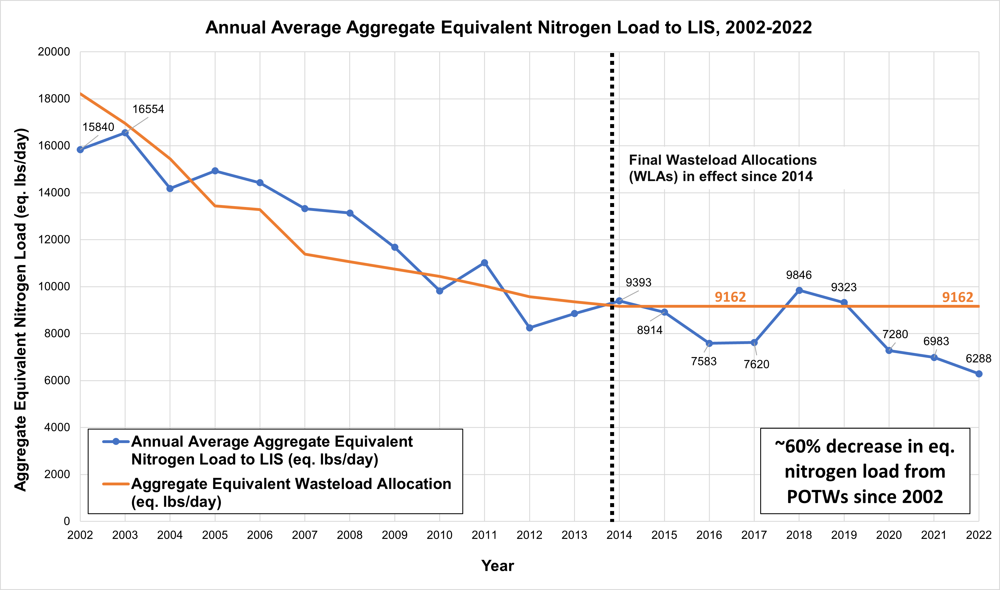 Annual Average Aggregate Equivalent Nitrogen Load to LIS, 2002-2022
Aggregate Equivalent Nitrogen Load (eq. lbs/day)
20000
18000
16000
14000
12000
10000
8000
6000
4000
2000
0
15840
16554
Final Wasteload Allocations
(WLAs) in effect since 2014
9393
8914
7583
7620
9162
9846
9323
9162
7280
6983
6288
Annual Average Aggregate Equivalent
Nitrogen Load to LIS (eq. lbs/day)
Aggregate Equivalent Wasteload Allocation
(eq. lbs/day)
~60% decrease in eq.
nitrogen load from
POTWs since 2002
2002 2003 2004 2005 2006 2007 2008 2009 2010 2011 2012 2013 2014 2015 2016 2017 2018 2019 2020 2021 2022
Year